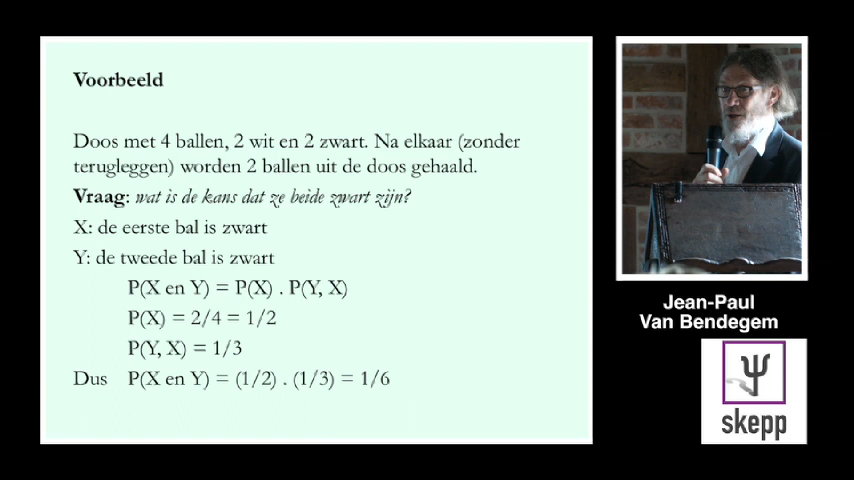 Voorbeeld
Doos met 4 ballen, 2 wit en 2 zwart. Na elkaar (zonder
terugleggen) worden 2 ballen uit de doos gehaald.
Vraag: wat is de kans dat ze beide zwart zijn?
X: de eerste bal is zwart
Y: de tweede bal is zwart
P(X en Y) = P(X) . P(Y, X)
P(X) = 2/4 = 1/2
P(Y, X) = 1/3
Dus P(X en Y) = (1/2) . (1/3) = 1/6
Jean-Paul
Van Bendegem
Ψ
skepp